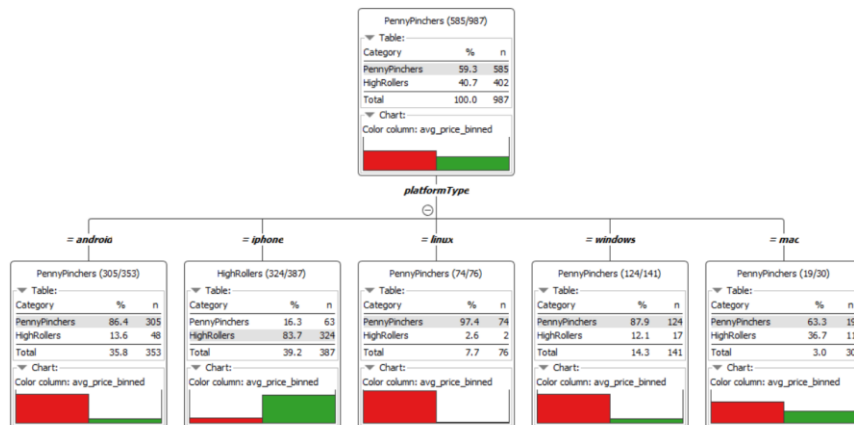 PennyPinchers (585/987)
Table:
Category % n
PennyPinchers 59.3 585
HighRollers 40.7 402
Total 100.0 987
Chart:
Color column: avg_price_binned
platformType
= android
= iphone
= linux
= windows
= mac
PennyPinchers (305/353)
Table:
Category % n
PennyPinchers 86.4 305
HighRollers 13.6 48
Total 35.8 353
Chart:
Color column: avg_price_binned
HighRollers (324/387)
Table:
Category % n
PennyPinchers 16.3 63
HighRollers 83.7 324
Total 39.2 387
Chart:
Color column: avg_price_binned
PennyPinchers (74/76)
Table:
Category % n
PennyPinchers 97.4 74
HighRollers 2.6 2
Total 7.7 76
Chart:
Color column: avg_price_binned
PennyPinchers (124/141)
Table:
Category % n
PennyPinchers 87.9 124
HighRollers 12.1 17
Total 14.3 141
Chart:
Color column: avg_price_binned
PennyPinchers (19/30)
Table:
Category % n
PennyPinchers 63.3 19
HighRollers 36.7 11
Total 3.0 30
Chart:
Color column: avg_price_binned